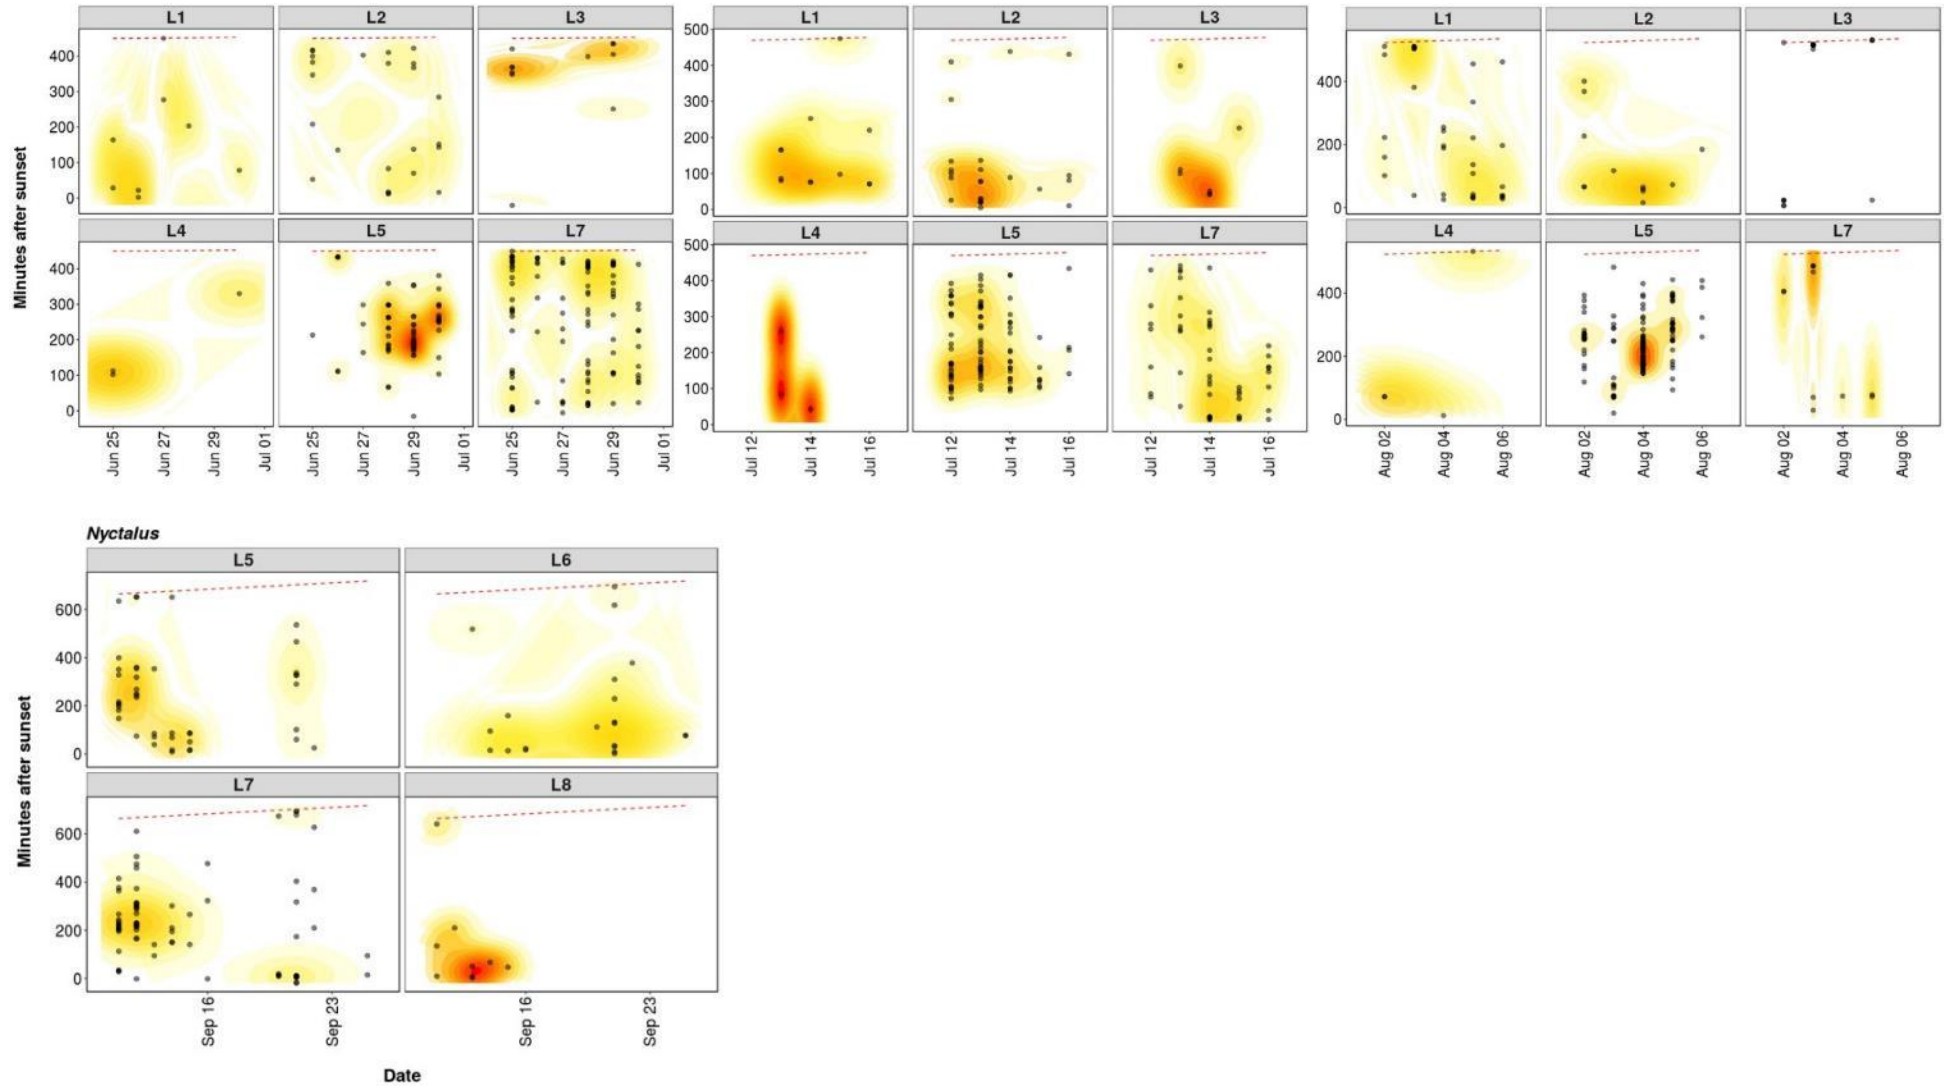 L1 L2 L3 L1 L2 L3 L1 L2 L3
Minutes after sunset
400 300 200 100 0
500 400 300 200 100 0
400 200 0
L4 L5 L7 L4 L5 L7 L4 L5 L7
400 300 200 100 0
500 400 300 200 100 0
400 200 0
Jun 25 Jun 27 Jun 29 Jul 01 Jun 25 Jun 27 Jun 29 Jul 01 Jun 25 Jun 27 Jun 29 Jul 01
Jul 12 Jul 14 Jul 16 Jul 12 Jul 14 Jul 16 Jul 12 Jul 14 Jul 16
Aug 02 Aug 04 Aug 06 Aug 02 Aug 04 Aug 06 Aug 02 Aug 04 Aug 06
Nyctalus
L5 L6
Minutes after sunset
600 400 200 0
L7 L8
600 400 200 0
Sep 16 Sep 23 Sep 16 Sep 23
Date